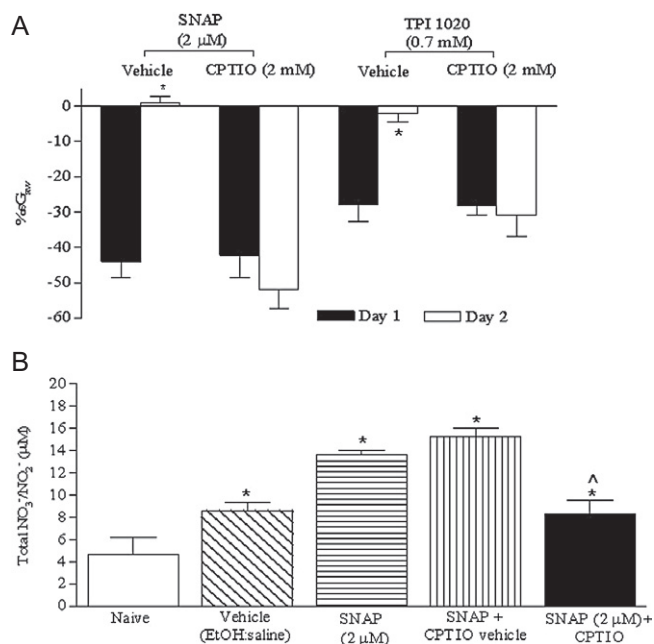 A
SNAP
(2 µM)
TPI 1020
(0.7 mM)
Vehicle
CPTIO (2 mM)
Vehicle
CPTIO (2 mM)
*
*
0
-10
-20
-30
-40
-50
-60
Day 1
Day 2
B
Total NO₃⁻/NO₂⁻ (µM)
20
18
16
14
12
10
8
6
4
2
0
*
*
*
^
*
Naive
Vehicle
(EtOH:saline)
SNAP
(2 µM)
SNAP +
CPTIO vehicle
SNAP (2 µM)+
CPTIO